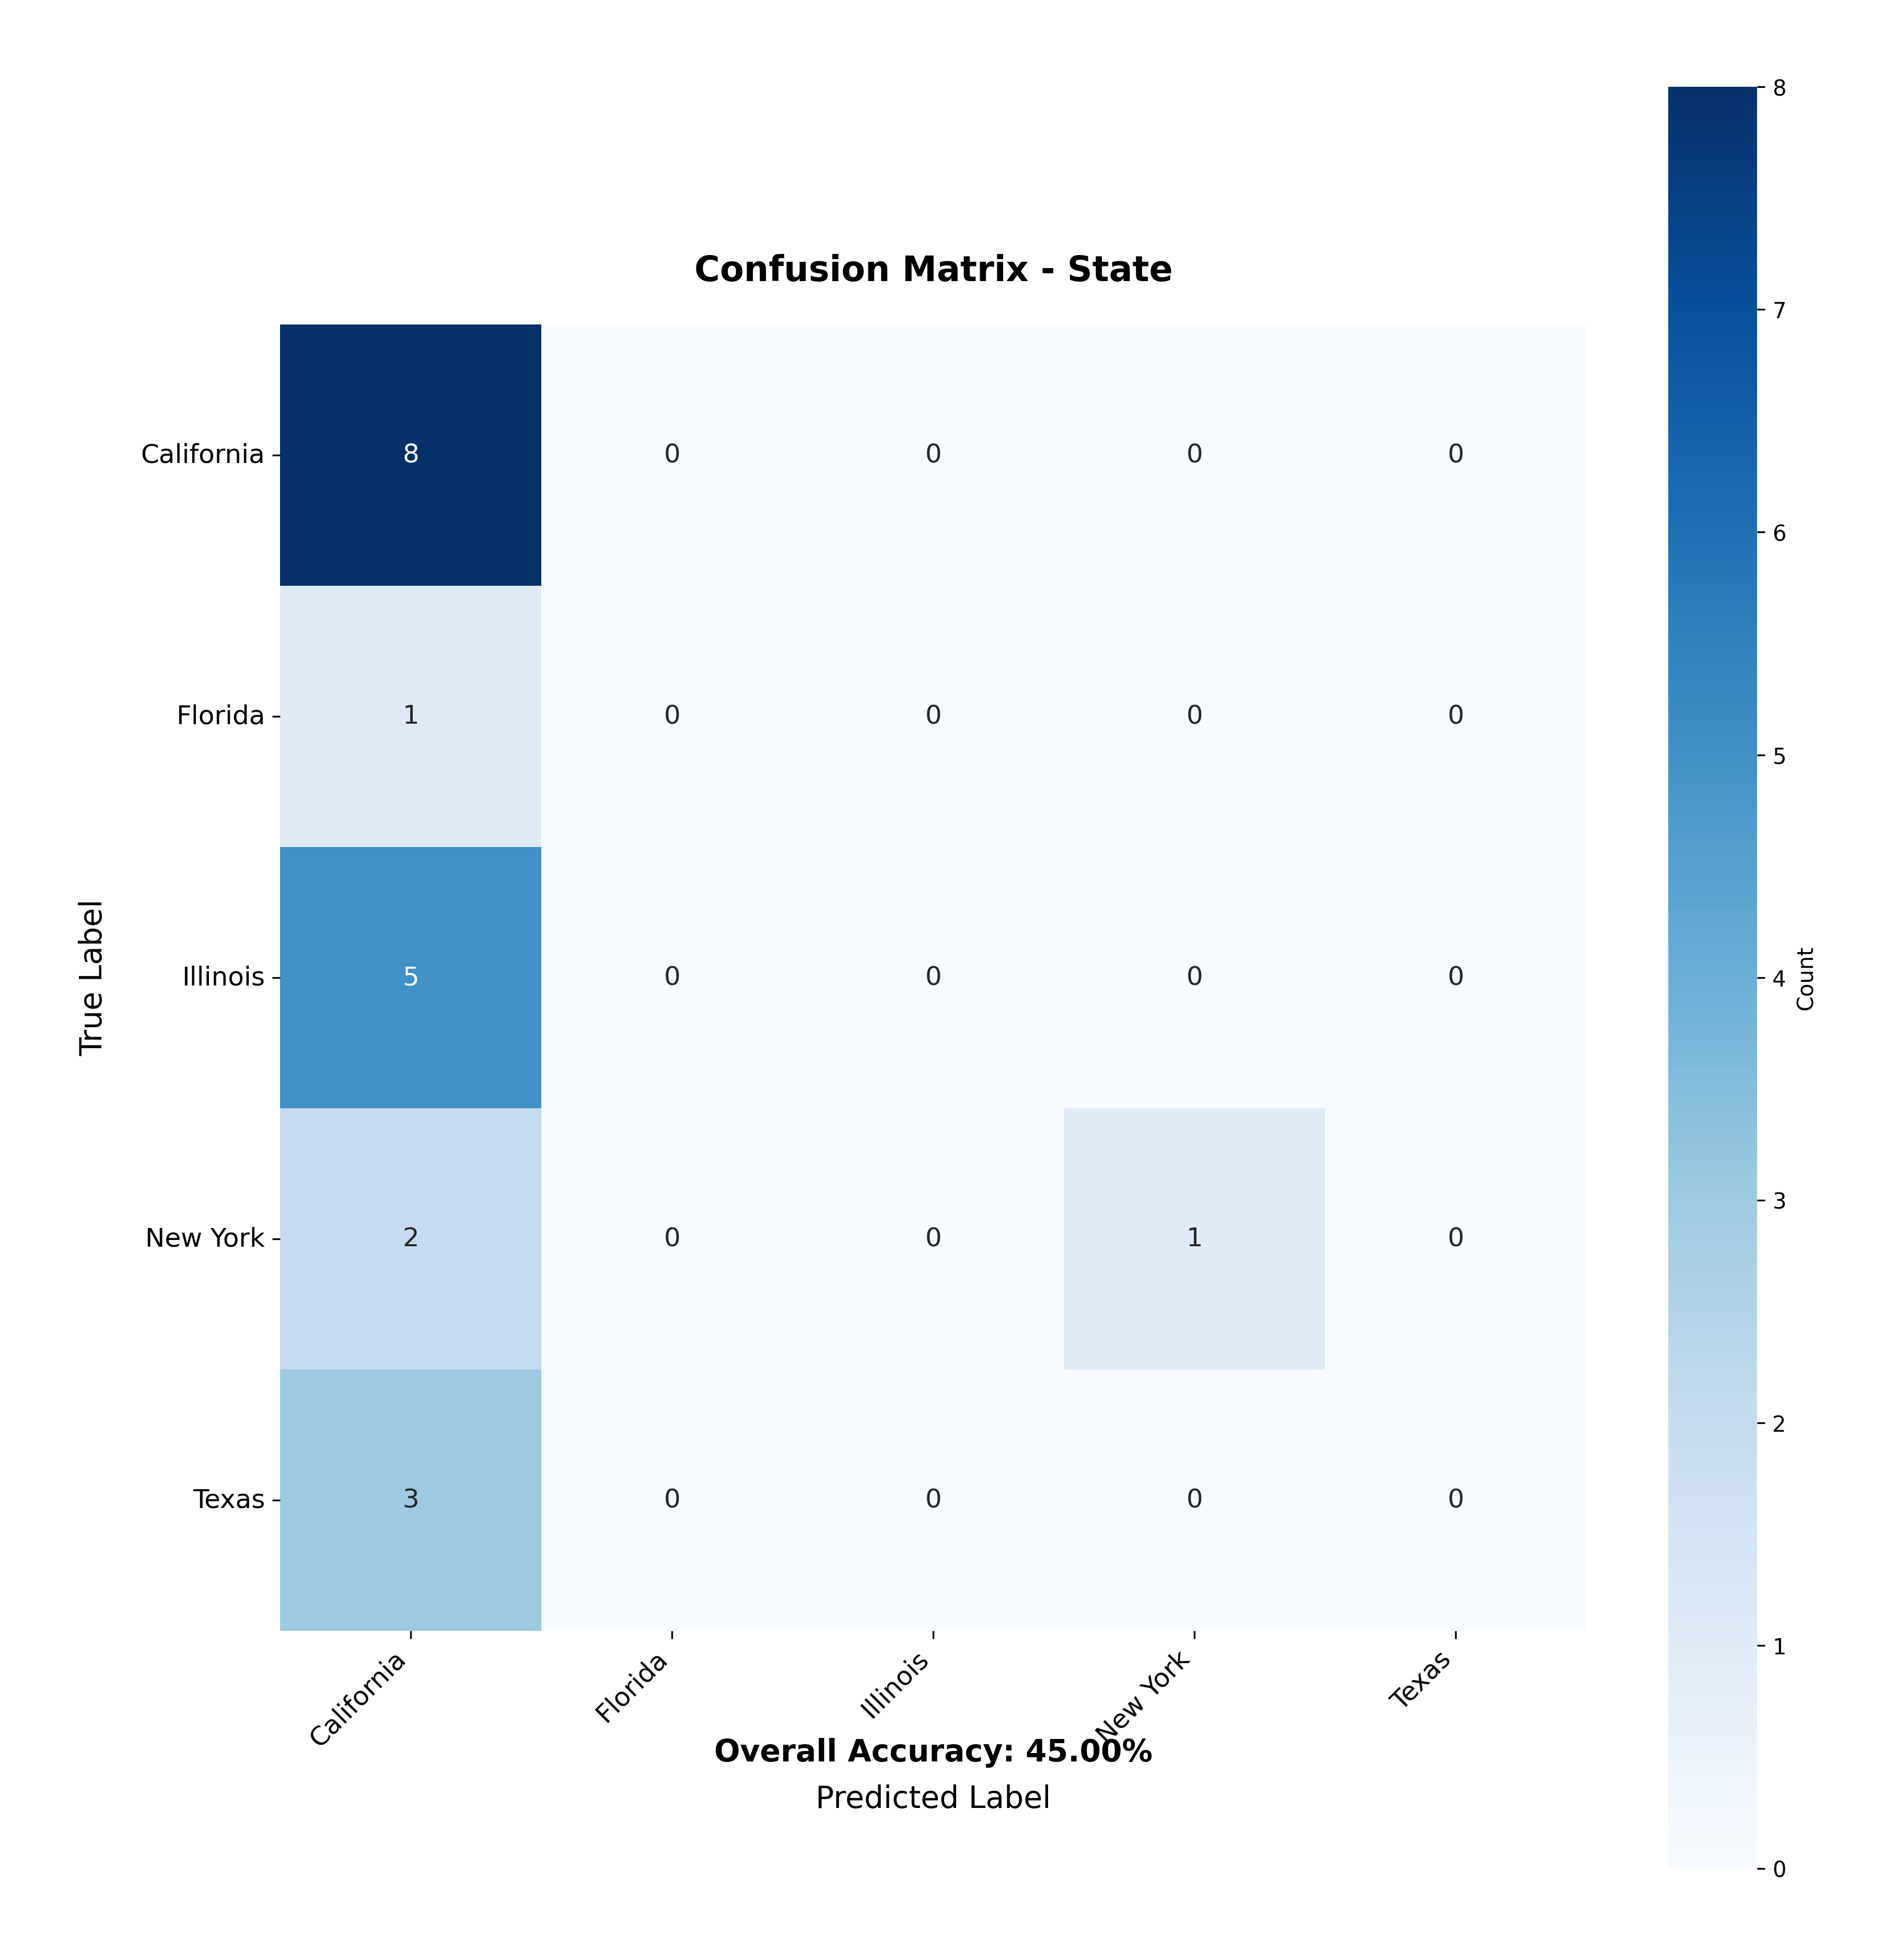 Confusion Matrix - State
True Label
California 8 0 0 0 0
Florida 1 0 0 0 0
Illinois 5 0 0 0 0
New York 2 0 0 1 0
Texas 3 0 0 0 0
California Florida Illinois New York Texas
Overall Accuracy: 45.00%
Predicted Label
8
7
6
5
4
3
2
1
0
Count